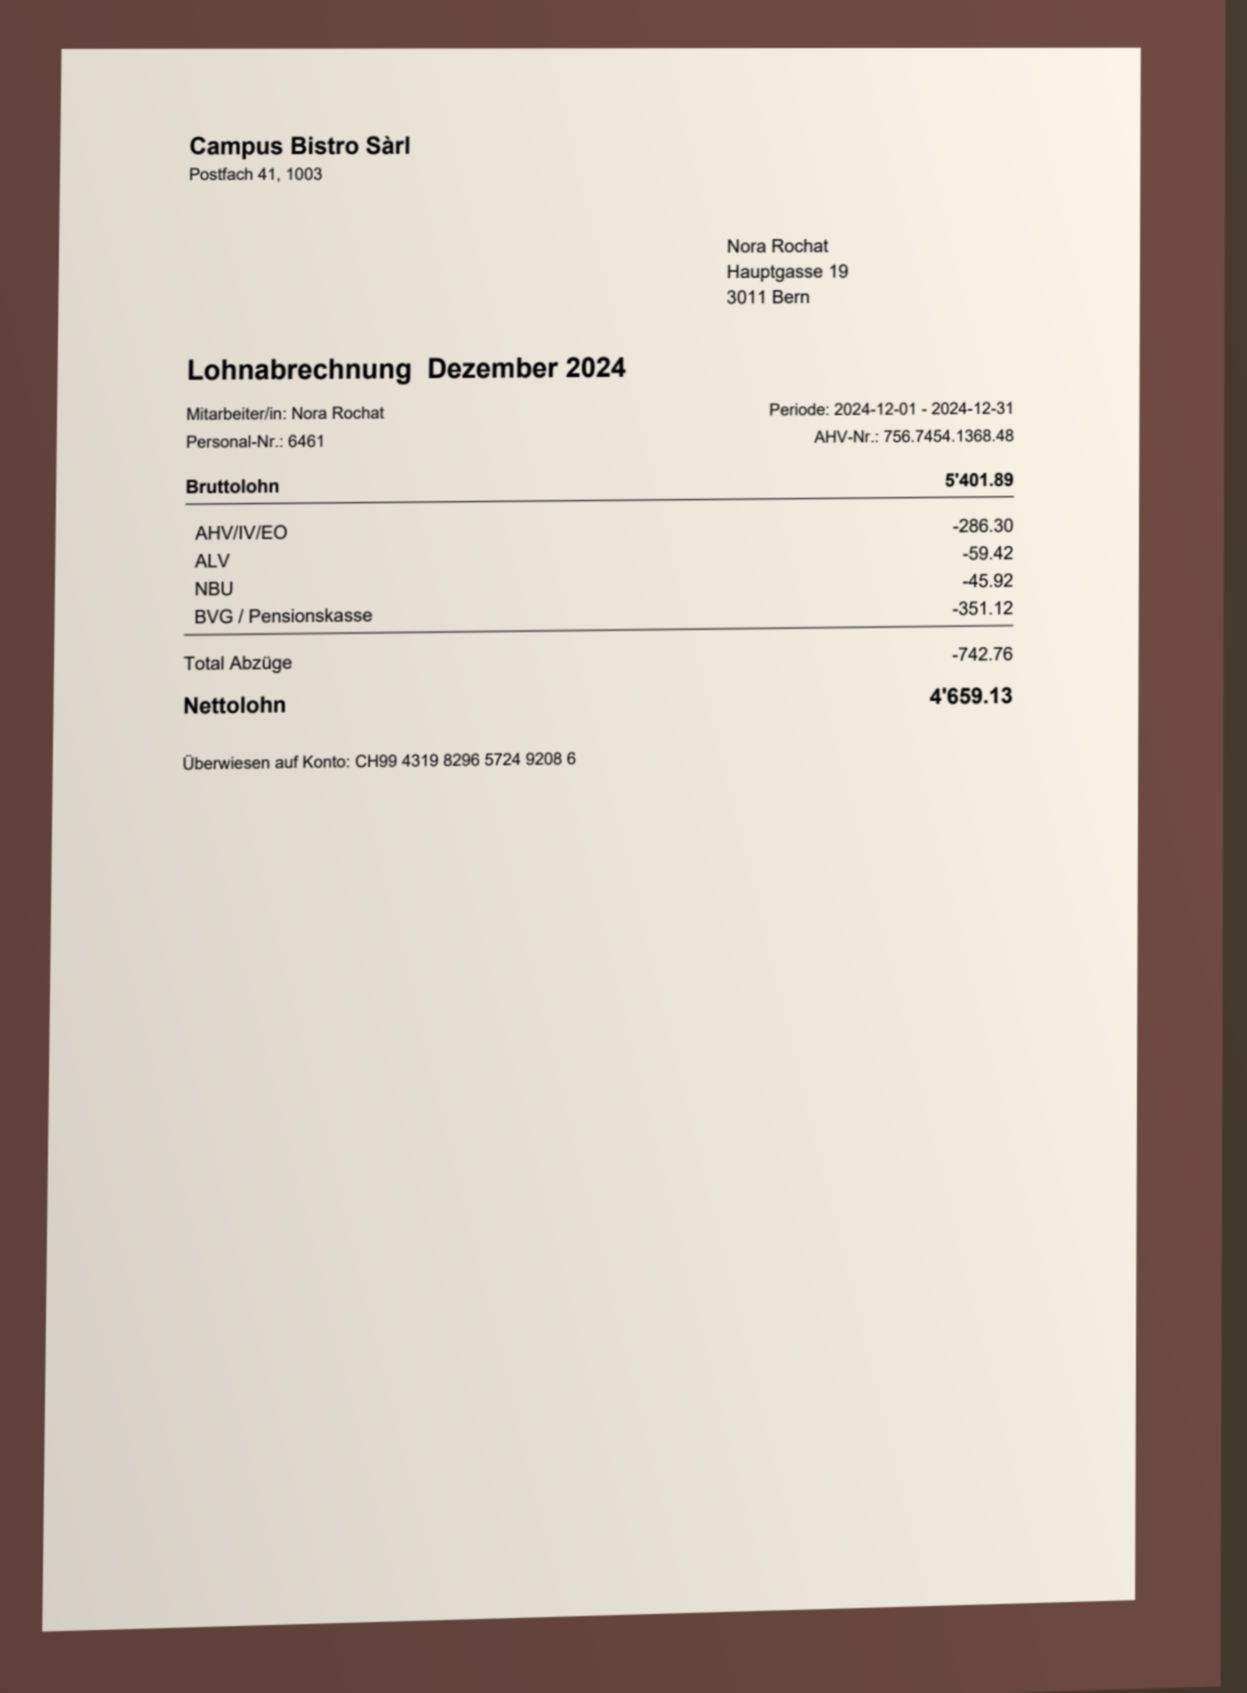 Campus Bistro Sàrl
Postfach 41, 1003
Nora Rochat
Hauptgasse 19
3011 Bern
Lohnabrechnung Dezember 2024
Mitarbeiter/in: Nora Rochat Periode: 2024-12-01 - 2024-12-31
Personal-Nr.: 6461 AHV-Nr.: 756.7454.1368.48
Bruttolohn 5'401.89
AHV/IV/EO -286.30
ALV -59.42
NBU -45.92
BVG / Pensionskasse -351.12
Total Abzüge -742.76
Nettolohn 4'659.13
Überwiesen auf Konto: CH99 4319 8296 5724 9208 6